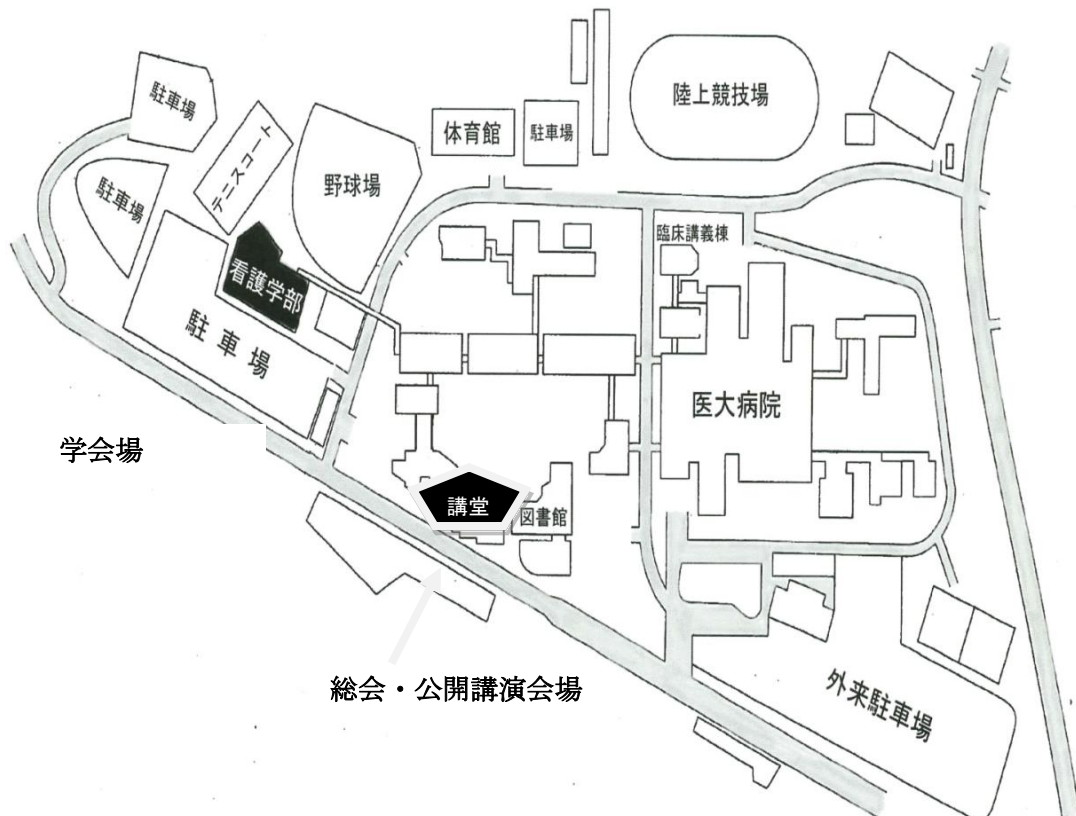 陸上競技場
駐車場
体育館
駐車場
テニスコート
野球場
駐車場
臨床講義棟
看護学部
駐車場
医大病院
学会場
講堂
図書館
総会・公開講演会場
外来駐車場